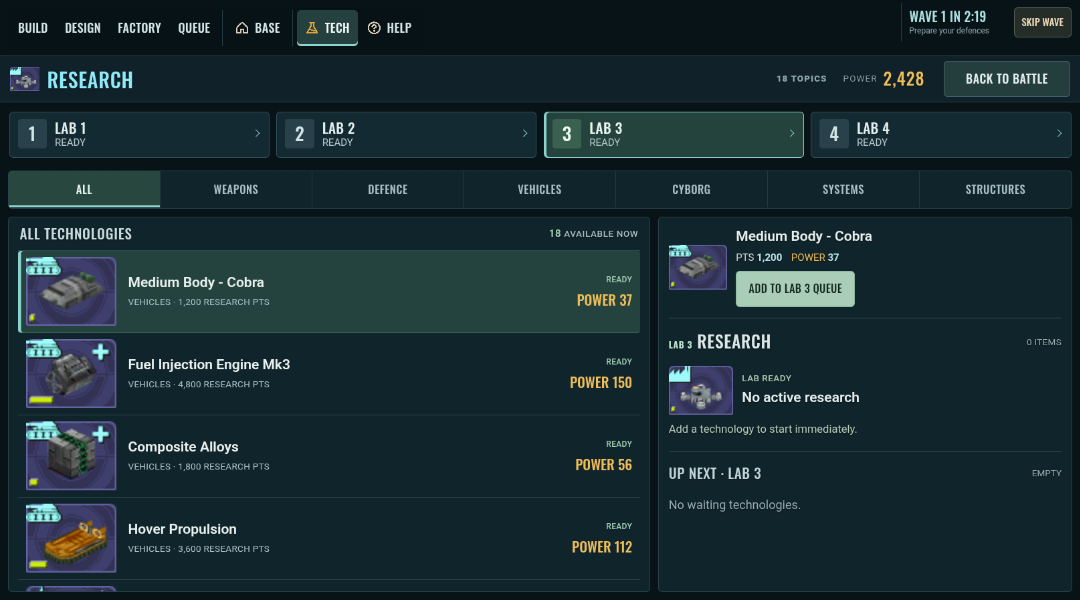 BUILD
DESIGN
FACTORY
QUEUE
BASE
TECH
HELP
WAVE 1 IN 2:19
Prepare your defences
SKIP WAVE
RESEARCH
18 TOPICS
POWER 2,428
BACK TO BATTLE
1
LAB 1
READY
2
LAB 2
READY
3
LAB 3
READY
4
LAB 4
READY
ALL
WEAPONS
DEFENCE
VEHICLES
CYBORG
SYSTEMS
STRUCTURES
ALL TECHNOLOGIES
18 AVAILABLE NOW
Medium Body - Cobra
VEHICLES · 1,200 RESEARCH PTS
READY
POWER 37
Fuel Injection Engine Mk3
VEHICLES · 4,800 RESEARCH PTS
READY
POWER 150
Composite Alloys
VEHICLES · 1,800 RESEARCH PTS
READY
POWER 56
Hover Propulsion
VEHICLES · 3,600 RESEARCH PTS
READY
POWER 112
Medium Body - Cobra
PTS 1,200 POWER 37
ADD TO LAB 3 QUEUE
LAB 3 RESEARCH
0 ITEMS
LAB READY
No active research
Add a technology to start immediately.
UP NEXT · LAB 3
EMPTY
No waiting technologies.